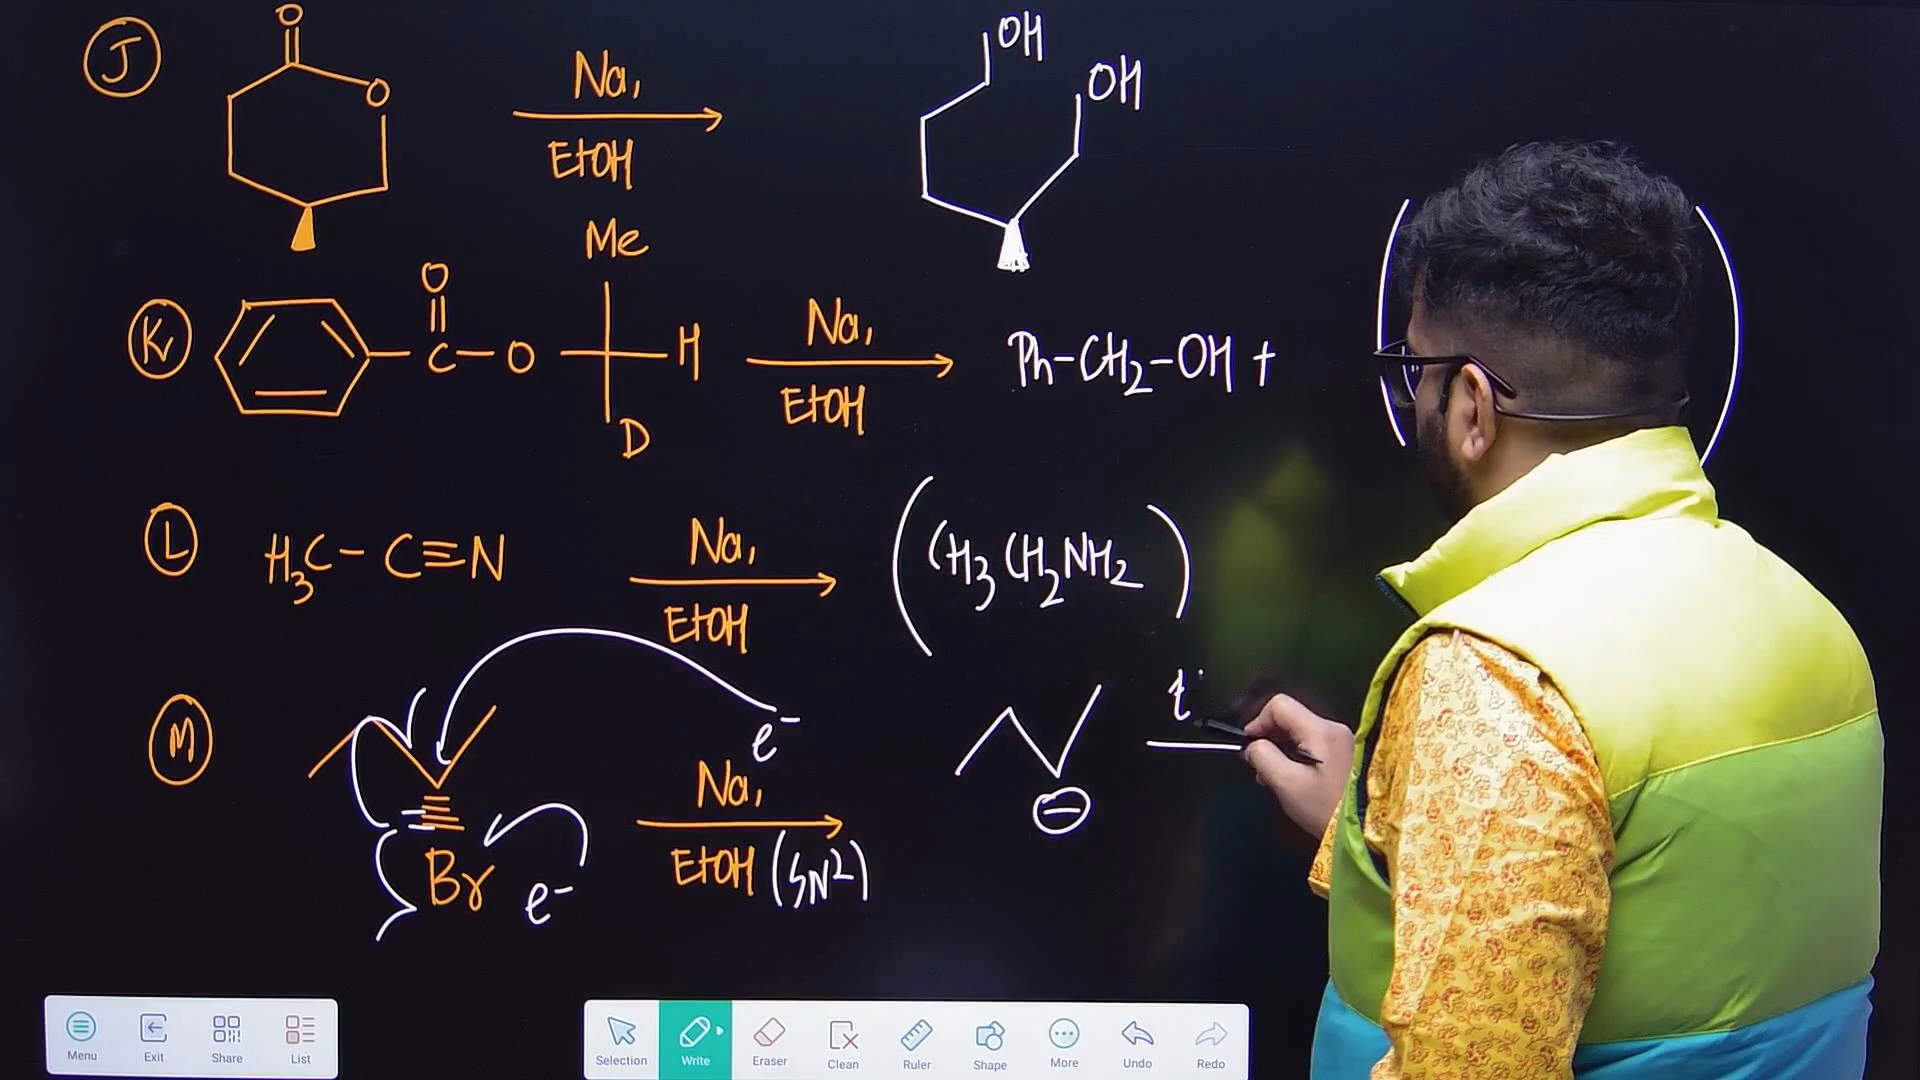 J
O
O
Na,
EtOH
OH
OH
K
O
C-O
Me
H
D
Na,
EtOH
Ph-CH2-OH +
L
H3C-C≡N
Na,
EtOH
(CH3CH2NH2)
M
Br
e-
e-
Na,
EtOH (SN2)
Menu
Exit
Share
List
Selection
Write
Eraser
Clean
Ruler
Shape
More
Undo
Redo